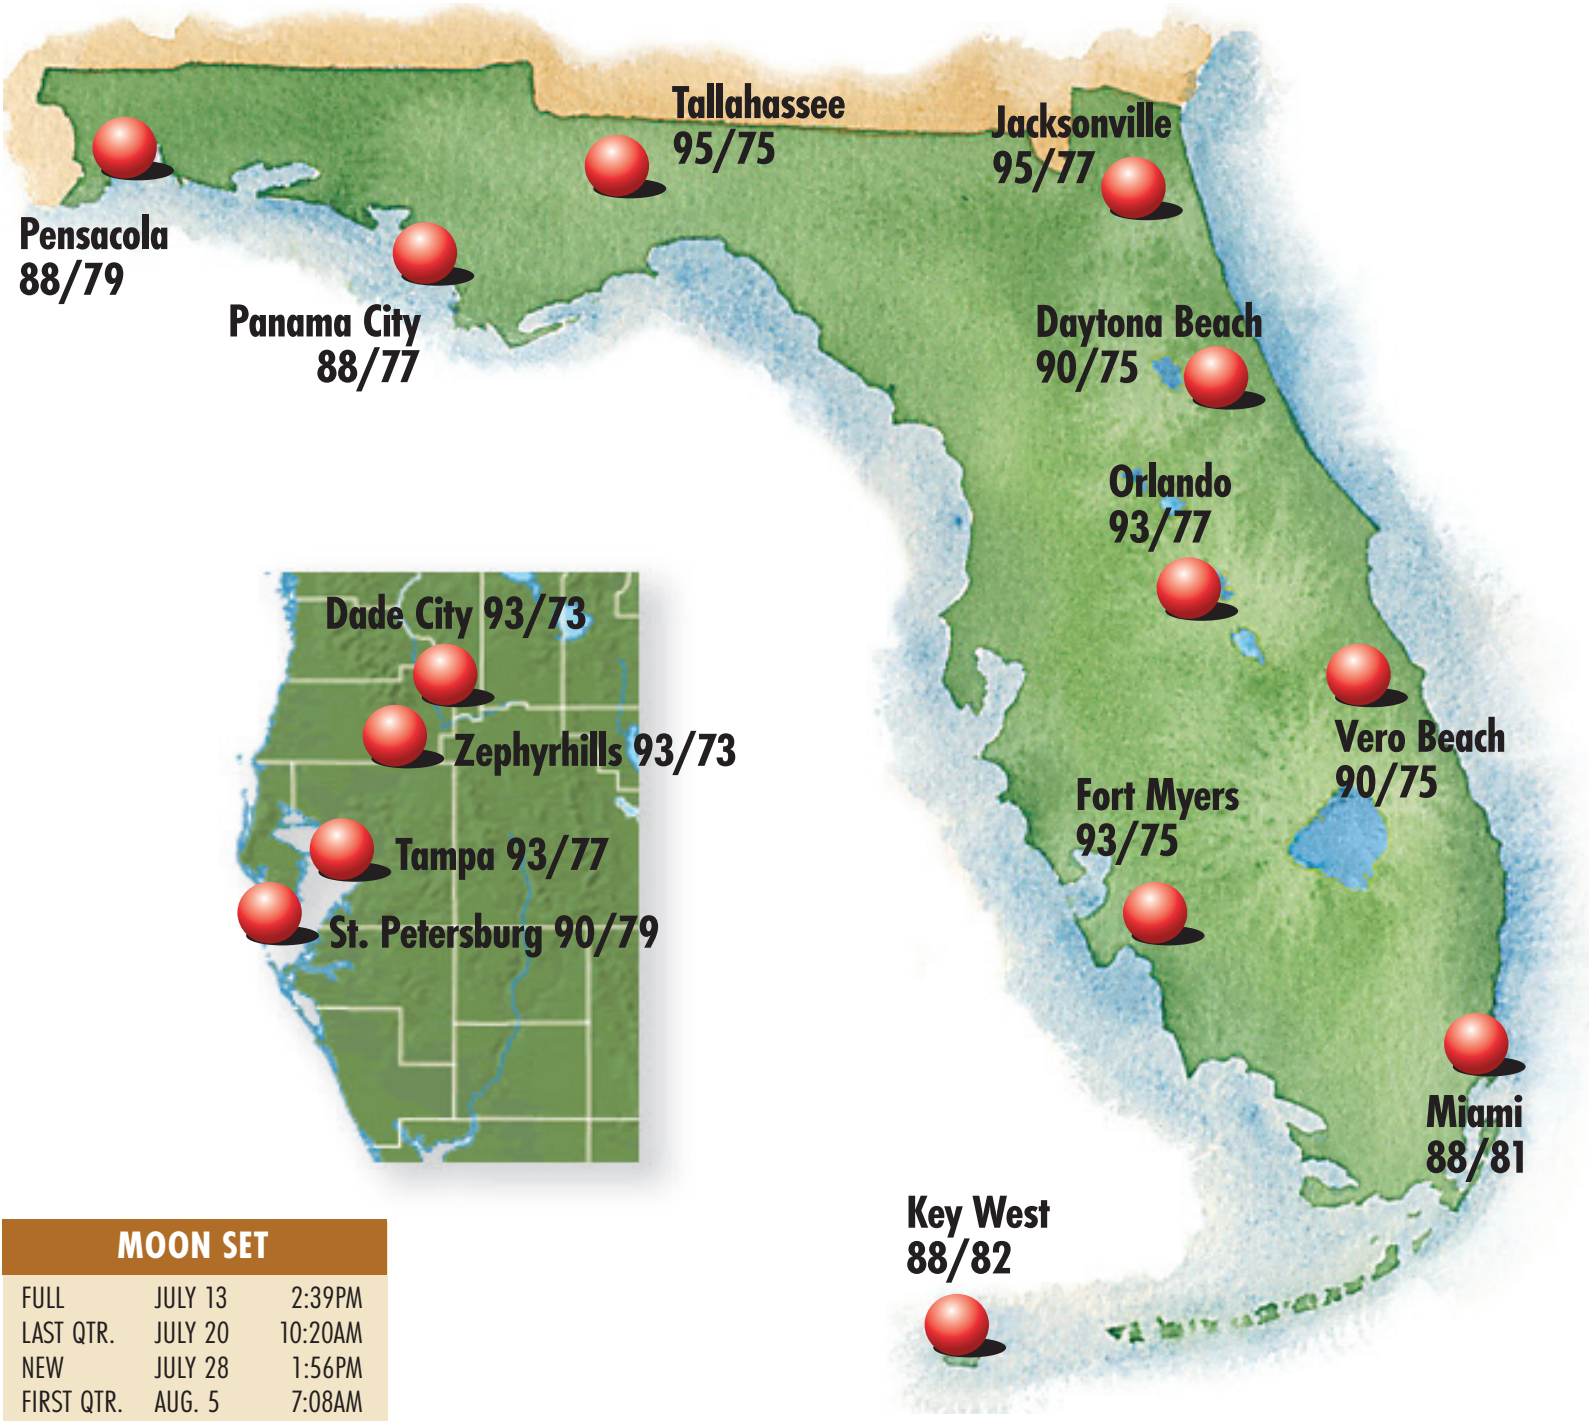 Tallahassee
95/75
Jacksonville
95/77
Pensacola
88/79
Panama City
88/77
Daytona Beach
90/75
Orlando
93/77
Dade City 93/73
Zephyrhills 93/73
Vero Beach
90/75
Fort Myers
93/75
Tampa 93/77
St. Petersburg 90/79
Miami
88/81
Key West
88/82
MOON SET
FULL JULY 13 2:39PM
LAST QTR. JULY 20 10:20AM
NEW JULY 28 1:56PM
FIRST QTR. AUG. 5 7:08AM